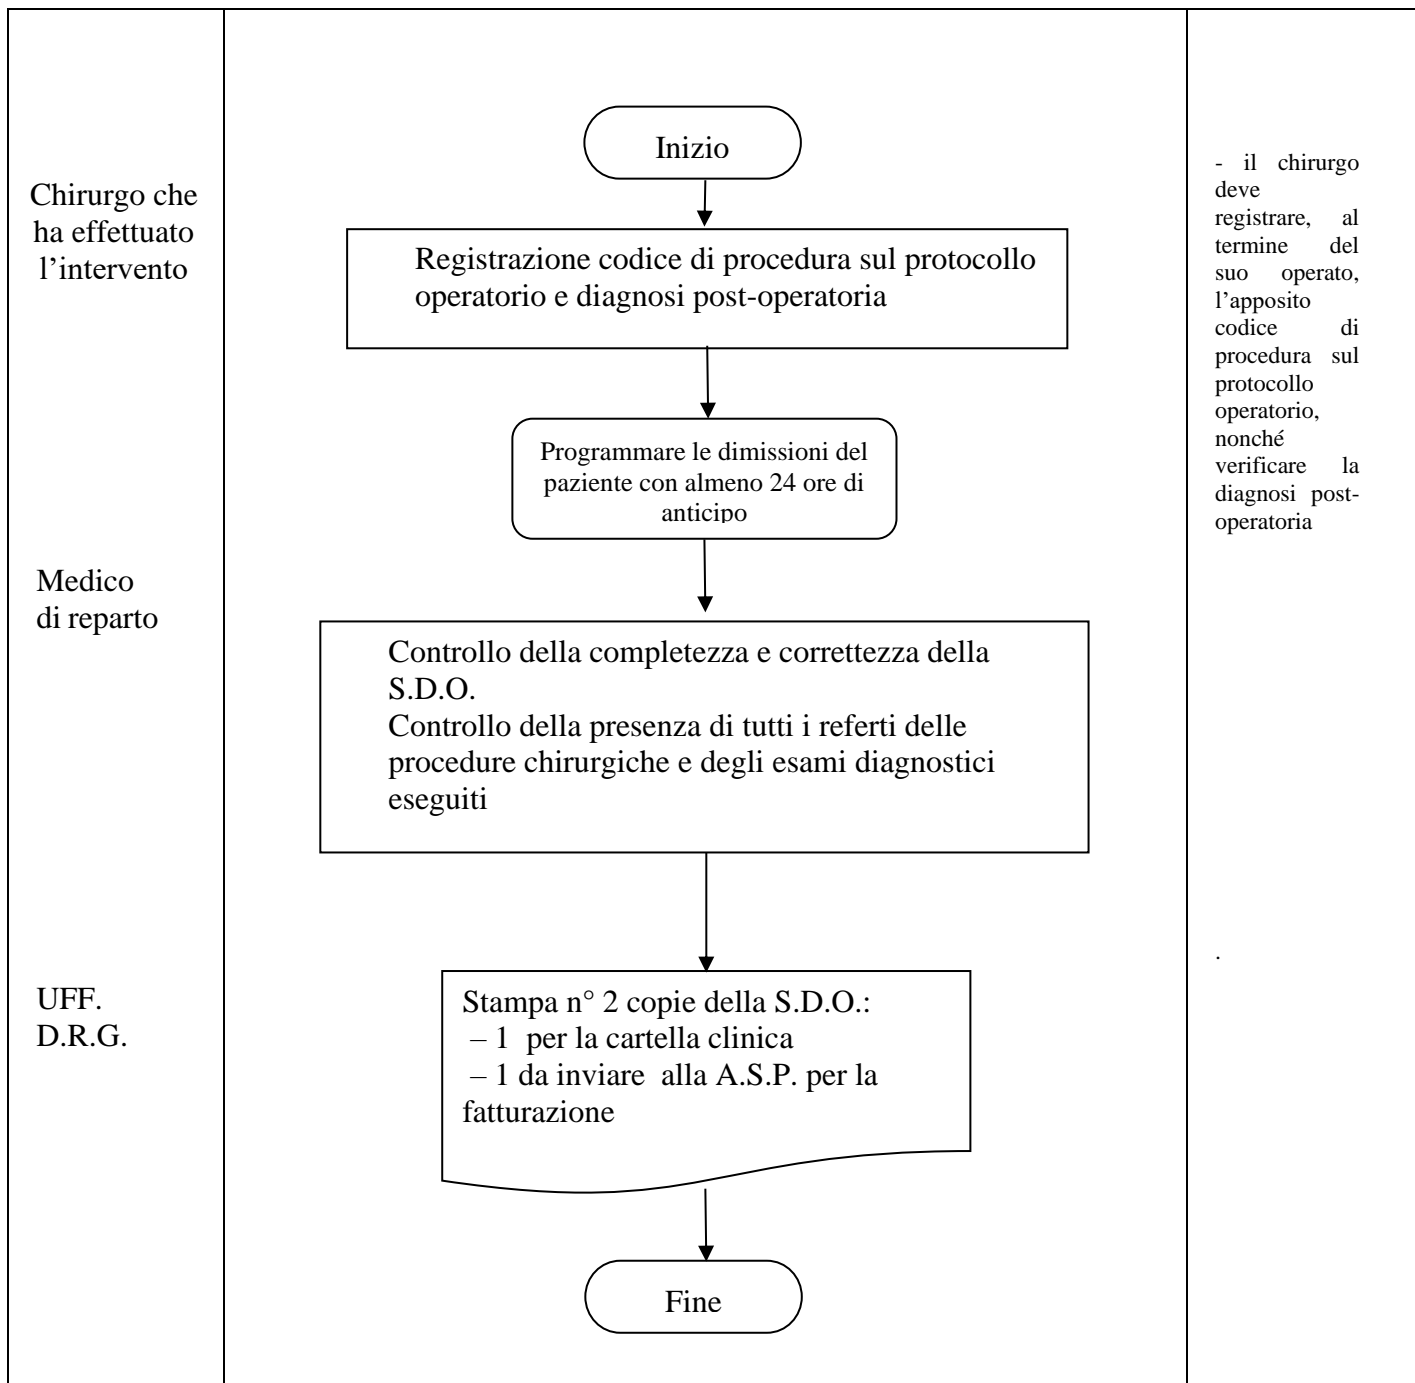 Inizio
Chirurgo che
ha effettuato
l’intervento
Registrazione codice di procedura sul protocollo
operatorio e diagnosi post-operatoria
- il chirurgo
deve
registrare, al
termine del
suo operato,
l’apposito
codice di
procedura sul
protocollo
operatorio,
nonché
verificare la
diagnosi post-
operatoria
Programmare le dimissioni del
paziente con almeno 24 ore di
anticipo
Medico
di reparto
Controllo della completezza e correttezza della
S.D.O.
Controllo della presenza di tutti i referti delle
procedure chirurgiche e degli esami diagnostici
eseguiti
.
UFF.
D.R.G.
Stampa n° 2 copie della S.D.O.:
– 1 per la cartella clinica
– 1 da inviare alla A.S.P. per la
fatturazione
Fine